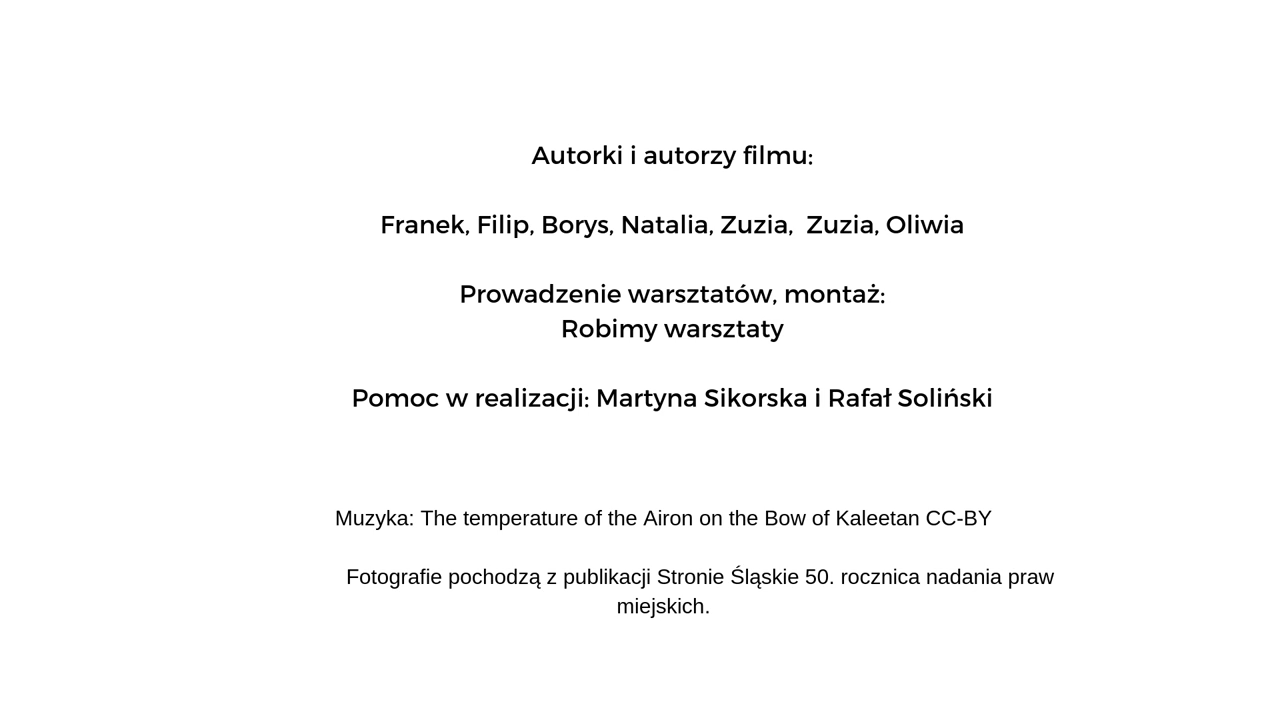 Autorki i autorzy filmu:
Franek, Filip, Borys, Natalia, Zuzia,  Zuzia, Oliwia
Prowadzenie warsztatów, montaż:
Robimy warsztaty
Pomoc w realizacji: Martyna Sikorska i Rafał Soliński
Muzyka: The temperature of the Airon on the Bow of Kaleetan CC-BY
Fotografie pochodzą z publikacji Stronie Śląskie 50. rocznica nadania praw
miejskich.